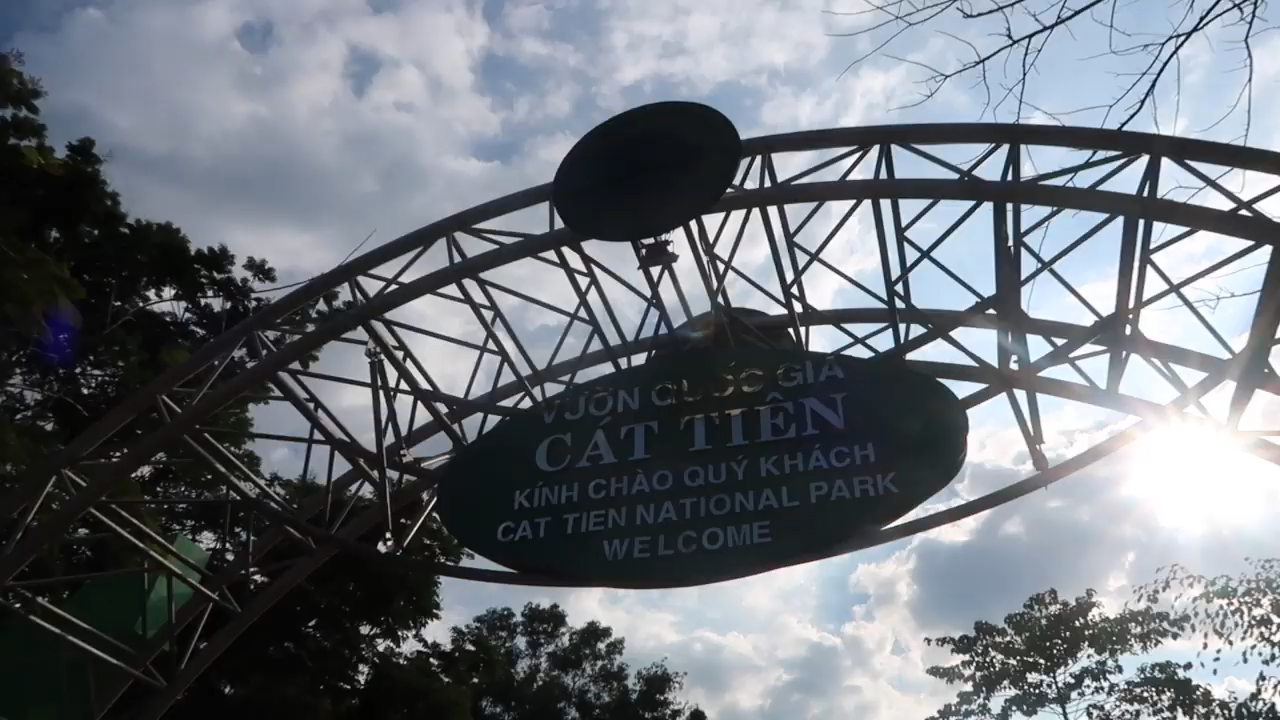 VƯỜN QUỐC GIA
CÁT TIÊN
KÍNH CHÀO QUÝ KHÁCH
CAT TIEN NATIONAL PARK
WELCOME